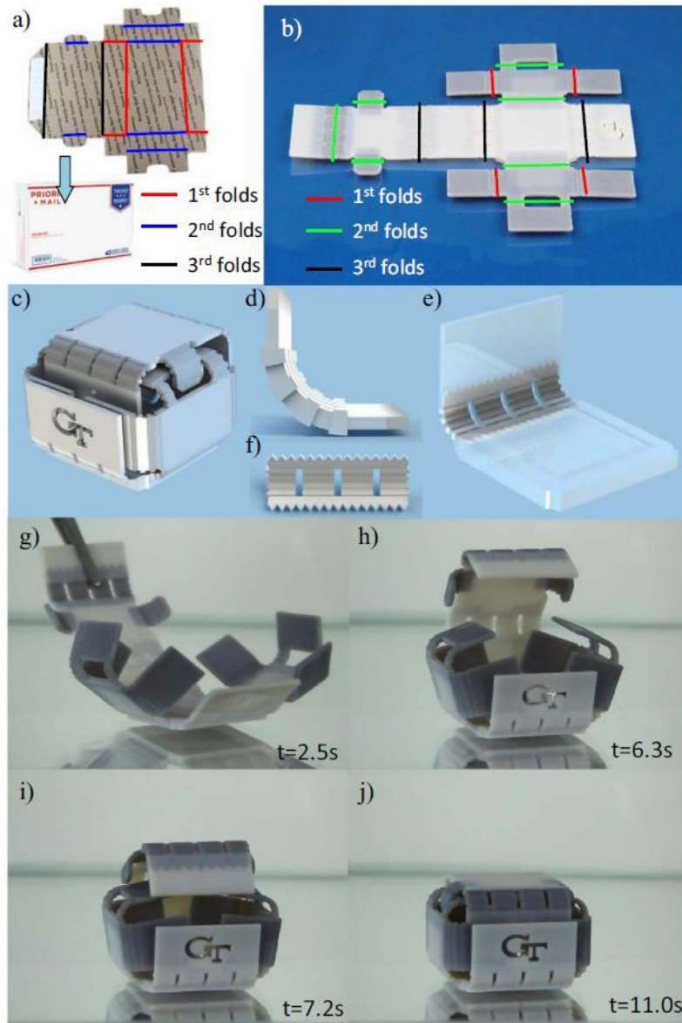 a)
PRIORITY
MAIL
1st folds
2nd folds
3rd folds
b)
1st folds
2nd folds
3rd folds
c)
GT
d)
e)
f)
g)
t=2.5s
h)
GT
t=6.3s
i)
GT
t=7.2s
j)
GT
t=11.0s